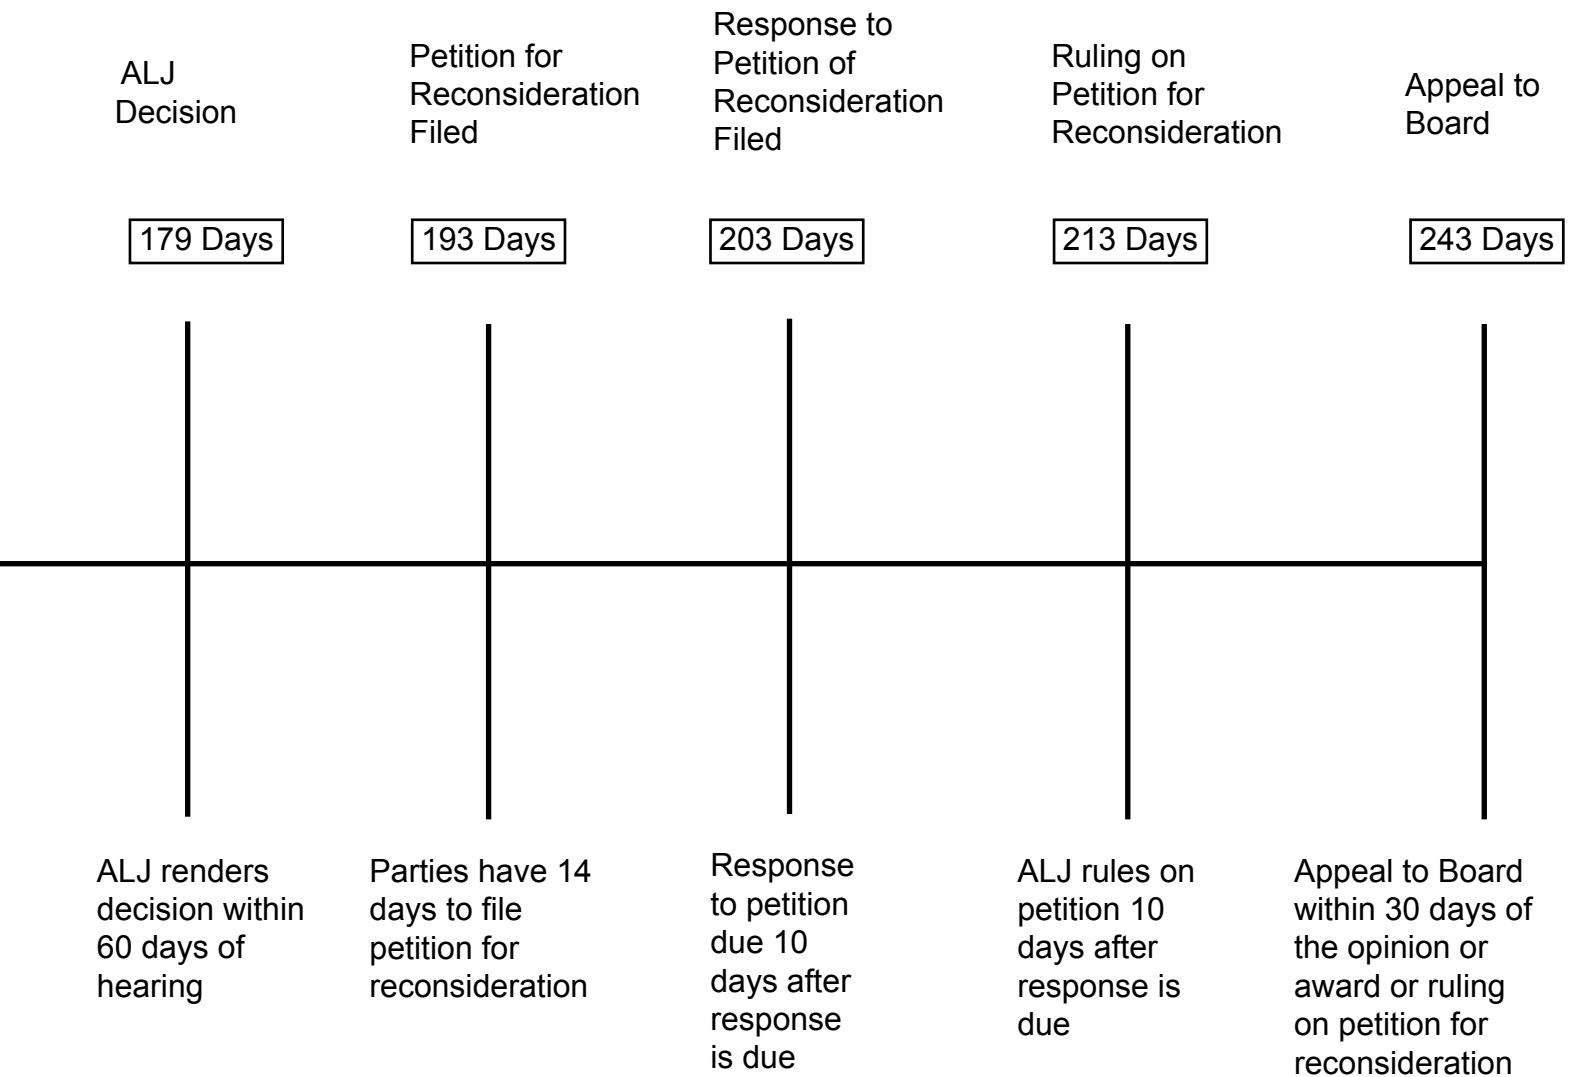 ALJ
Decision
Petition for
Reconsideration
Filed
Response to
Petition of
Reconsideration
Filed
Ruling on
Petition for
Reconsideration
Appeal to
Board
179 Days
193 Days
203 Days
213 Days
243 Days
ALJ renders
decision within
60 days of
hearing
Parties have 14
days to file
petition for
reconsideration
Response
to petition
due 10
days after
response
is due
ALJ rules on
petition 10
days after
response is
due
Appeal to Board
within 30 days of
the opinion or
award or ruling
on petition for
reconsideration